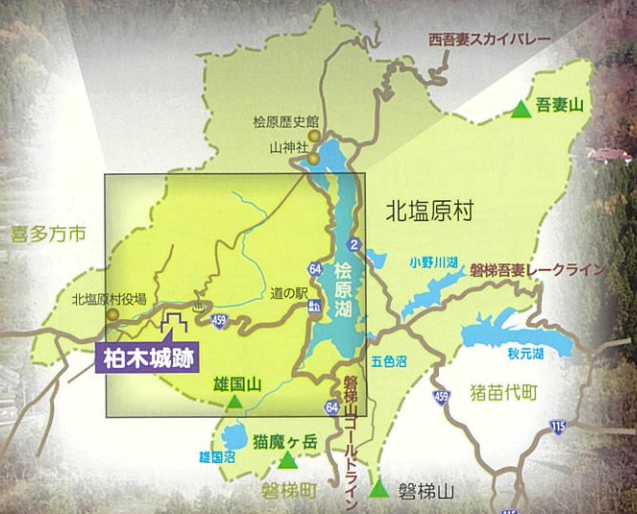 西吾妻スカイバレー
吾妻山
桧原歴史館
山神社
北塩原村
喜多方市
2
小野川湖
磐梯吾妻レークライン
64
桧原湖
道の駅
北塩原村役場
459
柏木城跡
五色沼
秋元湖
雄国山
磐梯山ゴールドライン
猪苗代町
459
64
115
猫魔ヶ岳
雄国沼
磐梯町
磐梯山
115